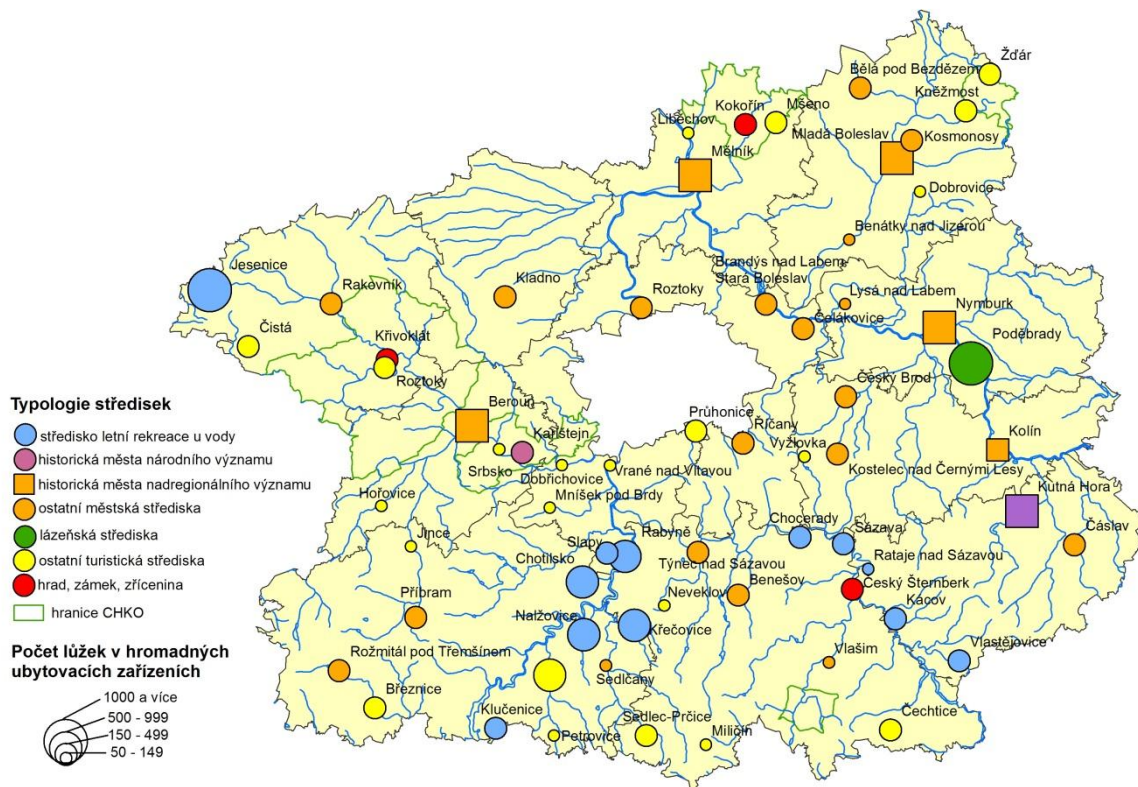 Žďár
Bělá pod Bezdězem
Kněžmost
Kokořín
Mšeno
Liběchov
Mladá Boleslav
Kosmonosy
Mělník
Dobrovice
Benátky nad Jizerou
Brandýs nad Labem
Stará Boleslav
Jesenice
Rakovník
Kladno
Roztoky
Lysá nad Labem
Nymburk
Čelákovice
Poděbrady
Čistá
Křivoklát
Roztoky
Český Brod
Typologie středisek
středisko letní rekreace u vody
historická města národního významu
historická města nadregionálního významu
ostatní městská střediska
lázeňská střediska
ostatní turistická střediska
hrad, zámek, zřícenina
hranice CHKO
Počet lůžek v hromadných
ubytovacích zařízeních
1000 a více
500 - 999
150 - 499
50 - 149
Beroun
Průhonice
Říčany
Kolín
Karlštejn
Vyžlovka
Srbsko
Dobřichovice
Vrané nad Vltavou
Kostelec nad Černými Lesy
Hořovice
Mníšek pod Brdy
Kutná Hora
Jince
Slapy
Rabyně
Chocerady
Sázava
Čáslav
Chotilsko
Týnec nad Sázavou
Rataje nad Sázavou
Benešov
Český Šternberk
Příbram
Nalžovice
Neveklov
Kácov
Křečovice
Rožmitál pod Třemšínem
Sedlčany
Vlašim
Vlastějovice
Březnice
Klučenice
Petrovice
Sedlec-Prčice
Miličín
Čechtice